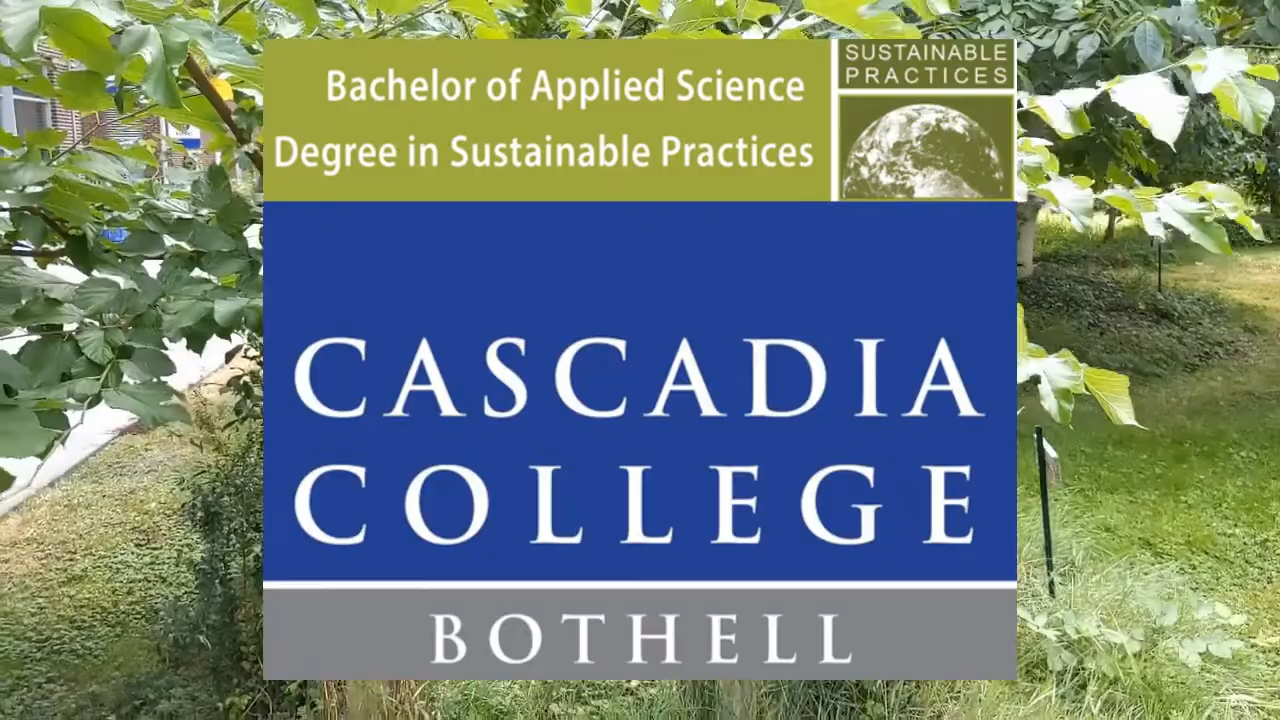 Bachelor of Applied Science
Degree in Sustainable Practices
SUSTAINABLE
PRACTICES
CASCADIA
COLLEGE
BOTHELL